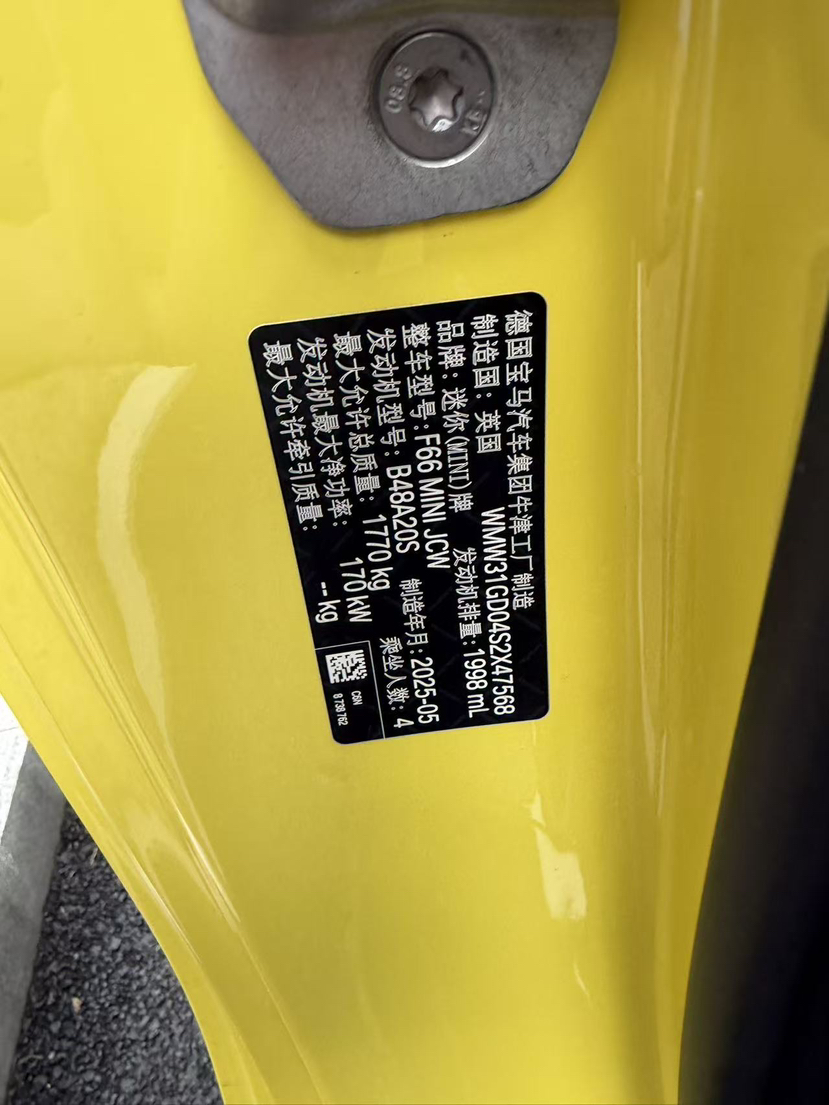 8.8
德国宝马汽车集团牛津工厂制造
制造国：英国 WMW31GD04S2X47568
品牌：迷你(MINI)牌 发动机排量:1998 mL
整车型号:F66 MINI JCW 制造年月:2025-05
发动机型号: B48A20S 乘坐人数: 4
最大允许总质量: 1770 kg
发动机最大净功率: 170 kW
最大允许牵引质量: -- kg
C6N
8 738 762